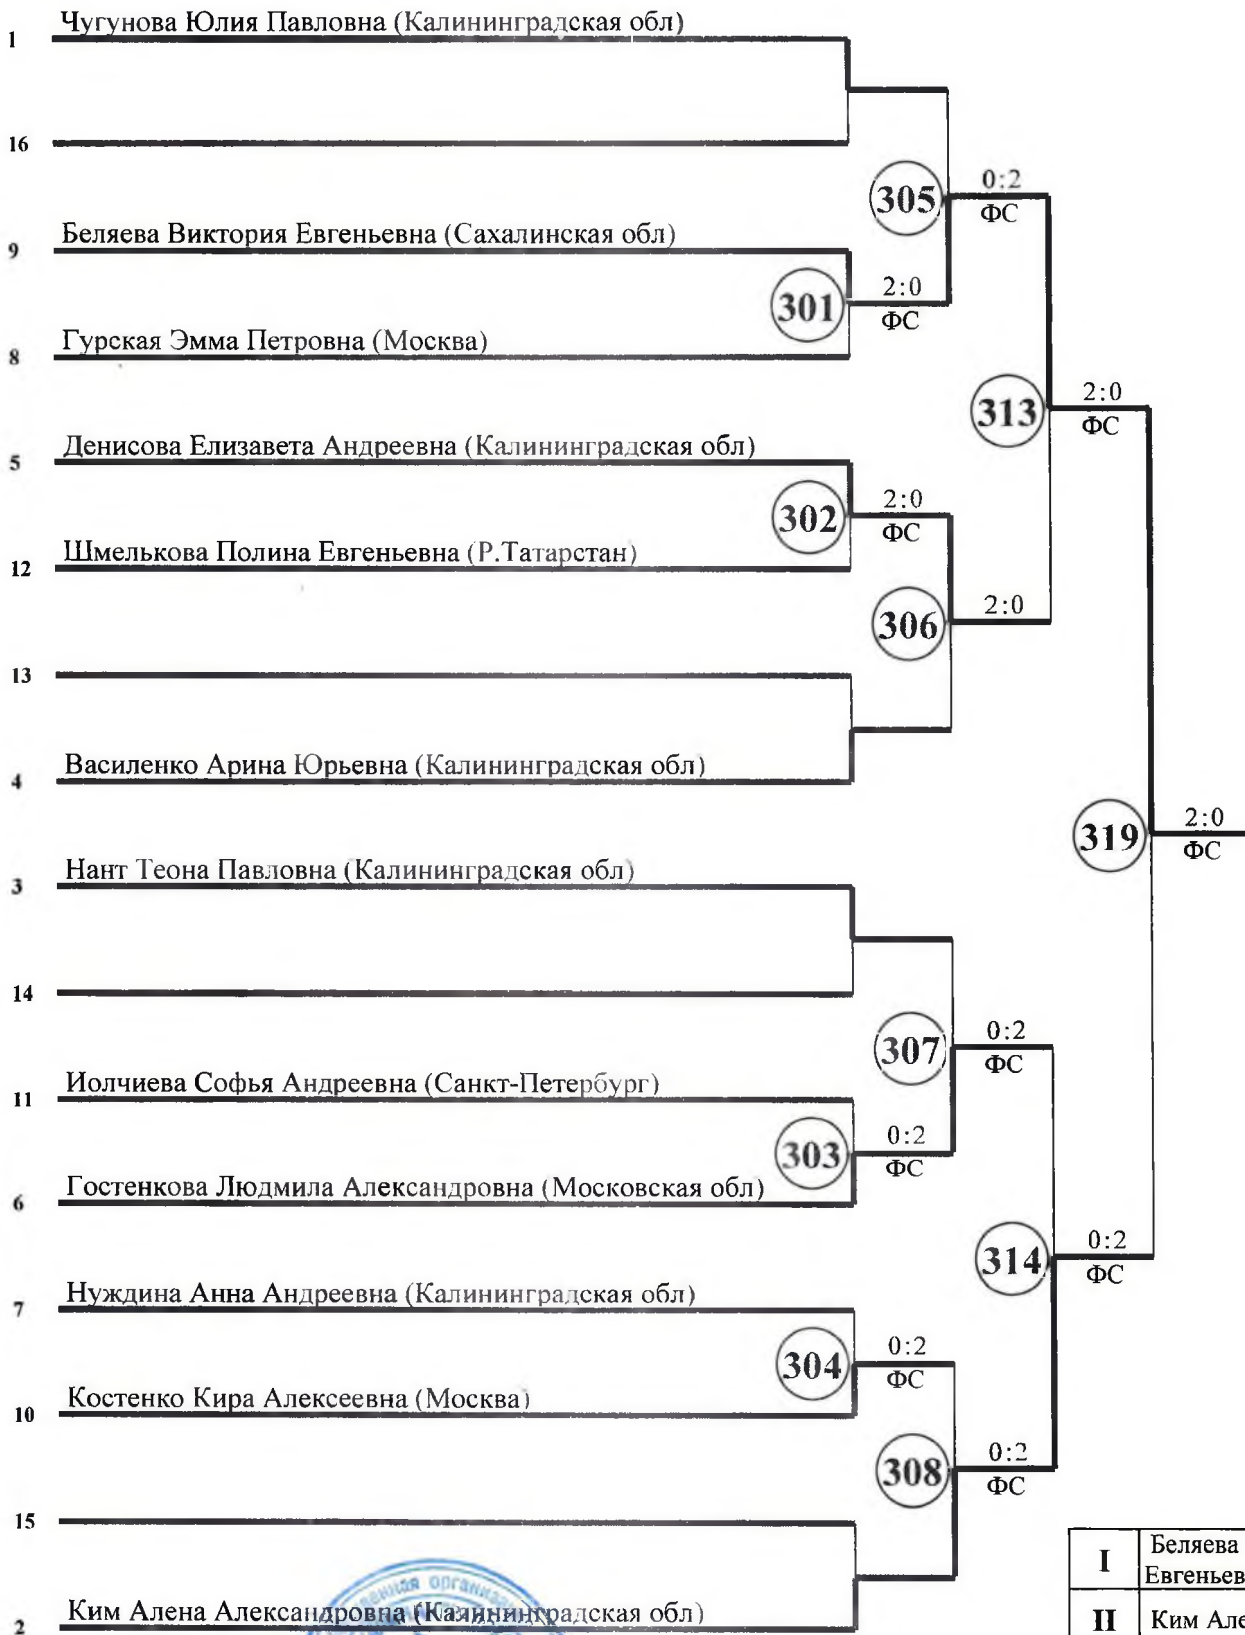 1 Чугунова Юлия Павловна (Калининградская обл)
16
305 0:2
ФС
9 Беляева Виктория Евгеньевна (Сахалинская обл)
301 2:0
ФС
8 Гурская Эмма Петровна (Москва)
313 2:0
ФС
5 Денисова Елизавета Андреевна (Калининградская обл)
302 2:0
ФС
12 Шмелькова Полина Евгеньевна (Р.Татарстан)
306 2:0
13
4 Василенко Арина Юрьевна (Калининградская обл)
319 2:0
ФС
3 Нант Теона Павловна (Калининградская обл)
14
307 0:2
ФС
11 Иолчиева Софья Андреевна (Санкт-Петербург)
303 0:2
ФС
6 Гостенкова Людмила Александровна (Московская обл)
314 0:2
ФС
7 Нуждина Анна Андреевна (Калининградская обл)
304 0:2
ФС
10 Костенко Кира Алексеевна (Москва)
308 0:2
ФС
15
2 Ким Алена Александровна (Калининградская обл)
I Беляева
Евгеньев
II Ким Але